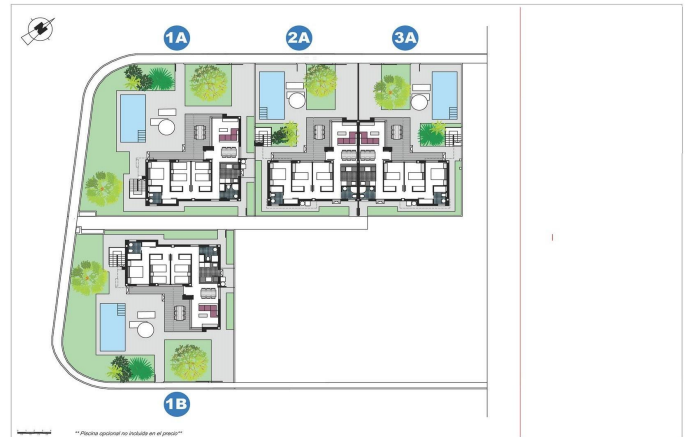 N
1A
2A
3A
1B
** Piscina opcional no incluida en el precio**